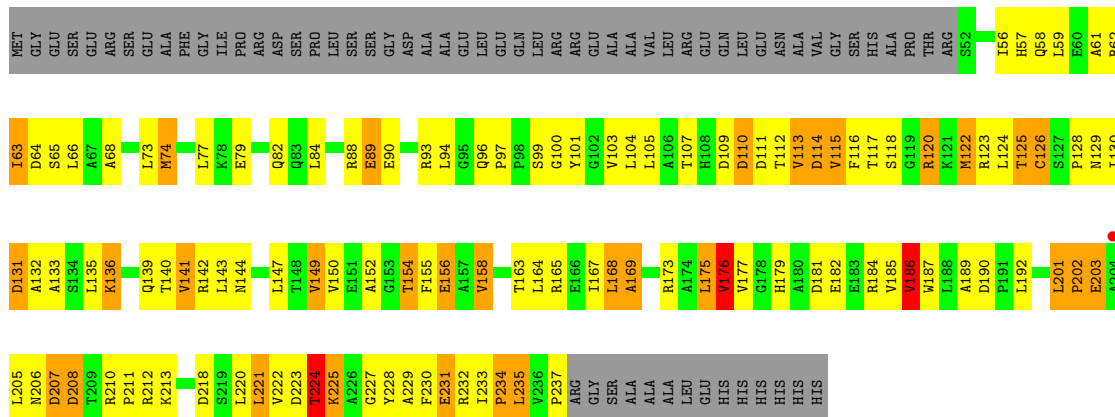 MET GLY GLU SER GLU ARG SER GLU ALA PHE GLY ILE PRO ARG ASP SER PRO LEU SER SER GLY ASP ALA ALA GLU LEU GLU GLN LEU ARG ARG GLU ALA ALA VAL LEU ARG GLU GLN LEU GLU ASN ALA VAL GLY SER HIS ALA PRO THR ARG S52 I56 H57 Q58 L59 E60 A61 R62
I63 D64 S65 L66 A67 A68 L73 M74 L77 K78 E79 Q82 Q83 L84 R88 E89 E90 R93 L94 G95 Q96 P97 P98 S99 G100 Y101 G102 V103 L104 L105 A106 T107 H108 D109 D110 D111 T112 V113 D114 V115 F116 T117 S118 G119 R120 K121 M122 R123 L124 T125 C126 S127 P128 N129 I130
D131 A132 A133 S134 L135 K136 Q139 T140 V141 R142 L143 N144 L147 T148 V149 V150 E151 A152 G153 T154 F155 E156 A157 V158 T163 L164 R165 E166 I167 L168 A169 R173 A174 L175 V176 V177 G178 H179 A180 D181 E182 E183 R184 V185 V186 W187 L188 A189 D190 P191 L192 L201 P202 E203 A204
L205 N206 D207 D208 T209 R210 P211 R212 K213 D218 S219 L220 L221 V222 D223 T224 K225 A226 G227 Y228 A229 F230 E231 R232 I233 P234 L235 V236 P237 ARG GLY SER ALA ALA ALA LEU GLU HIS HIS HIS HIS HIS HIS